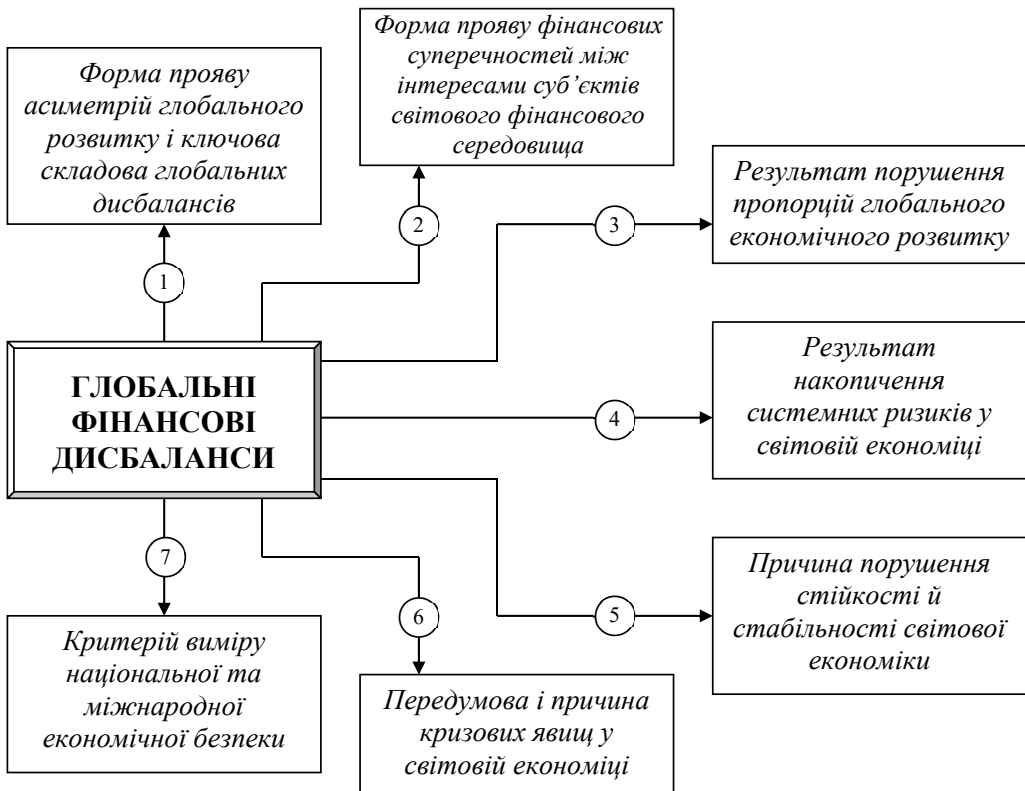 Форма прояву
асиметрій глобального
розвитку і ключова
складова глобальних
дисбалансів
Форма прояву фінансових
суперечностей між
інтересами суб’єктів
світового фінансового
середовища
Результат порушення
пропорцій глобального
економічного розвитку
1
2
3
ГЛОБАЛЬНІ
ФІНАНСОВІ
ДИСБАЛАНСИ
4
Результат
накопичення
системних ризиків у
світовій економіці
5
Причина порушення
стійкості й
стабільності світової
економіки
6
7
Критерій виміру
національної та
міжнародної
економічної безпеки
Передумова і причина
кризових явищ у
світовій економіці